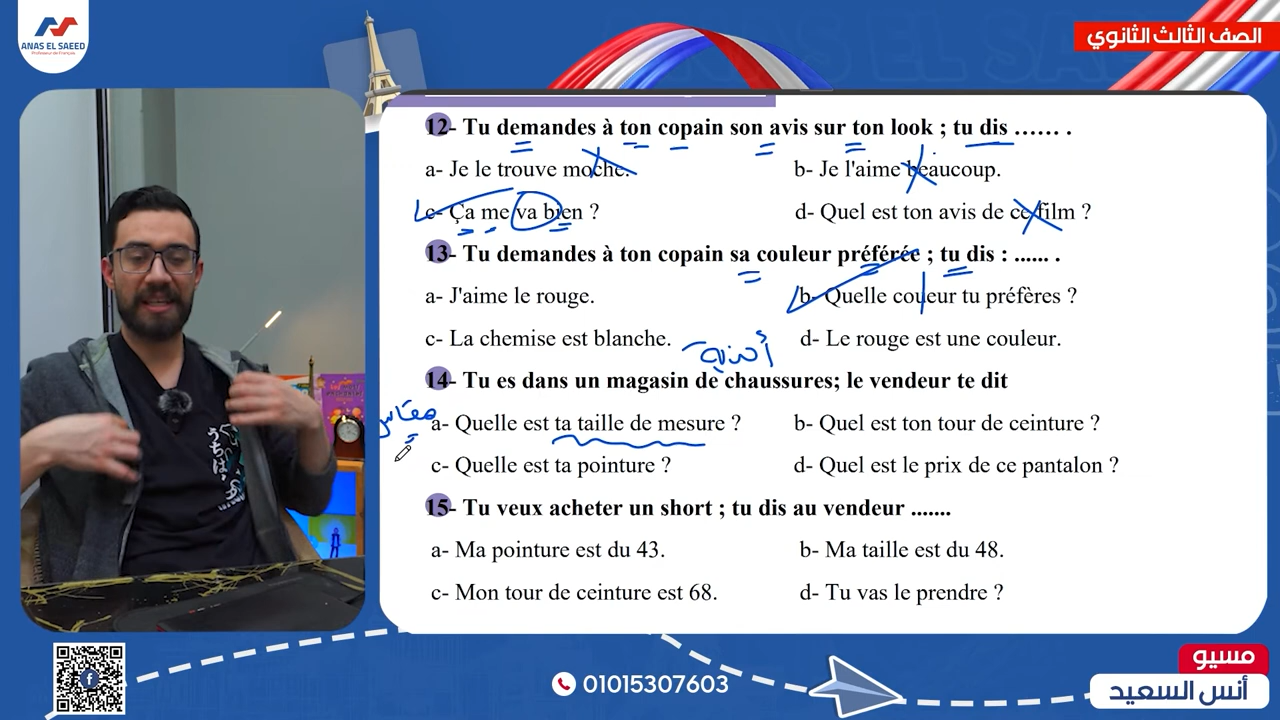 ANAS EL SAEED
Professeur de Français
الصف الثالث الثانوي
12- Tu demandes à ton copain son avis sur ton look ; tu dis …… .
a- Je le trouve moche.
b- Je l'aime beaucoup.
c- Ça me va bien ?
d- Quel est ton avis de ce film ?
13- Tu demandes à ton copain sa couleur préférée ; tu dis : ...... .
a- J'aime le rouge.
b- Quelle couleur tu préfères ?
c- La chemise est blanche.
d- Le rouge est une couleur.
أحذية
14- Tu es dans un magasin de chaussures; le vendeur te dit
مقاس
a- Quelle est ta taille de mesure ?
b- Quel est ton tour de ceinture ?
c- Quelle est ta pointure ?
d- Quel est le prix de ce pantalon ?
15- Tu veux acheter un short ; tu dis au vendeur .......
a- Ma pointure est du 43.
b- Ma taille est du 48.
c- Mon tour de ceinture est 68.
d- Tu vas le prendre ?
01015307603
مسيو
أنس السعيد